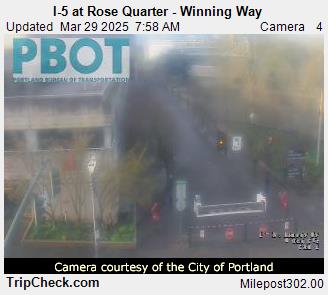 I-5 at Rose Quarter - Winning Way
Updated Mar 29 2025 7:58 AM Camera 4
PBOT
PORTLAND BUREAU OF TRANSPORTATION
Camera courtesy of the City of Portland
TripCheck.com Milepost302.00